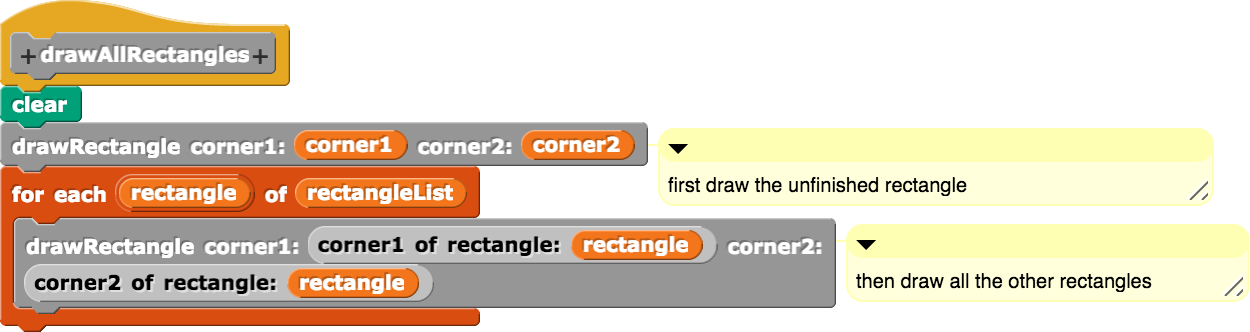 +drawAllRectangles+
clear
drawRectangle corner1: corner1 corner2: corner2
first draw the unfinished rectangle
for each rectangle of rectangleList
drawRectangle corner1: corner1 of rectangle: rectangle corner2:
corner2 of rectangle: rectangle
then draw all the other rectangles